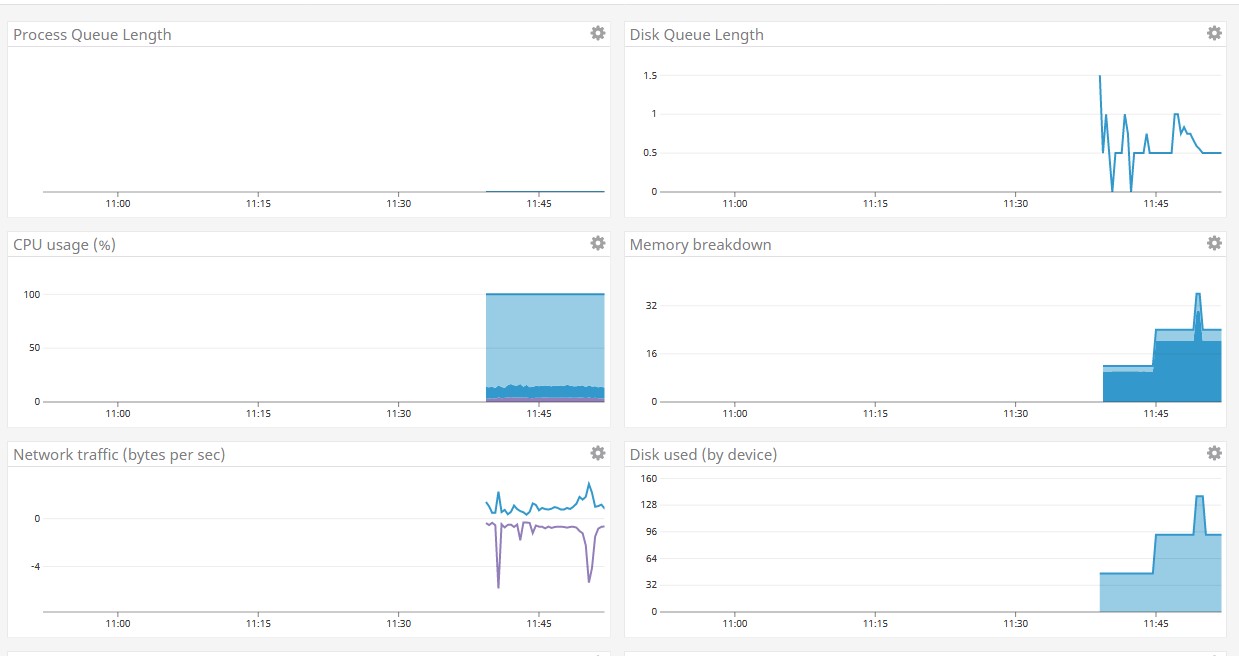 Process Queue Length
11:00 11:15 11:30 11:45
Disk Queue Length
1.5
1
0.5
0
11:00 11:15 11:30 11:45
CPU usage (%)
100
50
0
11:00 11:15 11:30 11:45
Memory breakdown
32
16
0
11:00 11:15 11:30 11:45
Network traffic (bytes per sec)
0
-4
11:00 11:15 11:30 11:45
Disk used (by device)
160
128
96
64
32
0
11:00 11:15 11:30 11:45